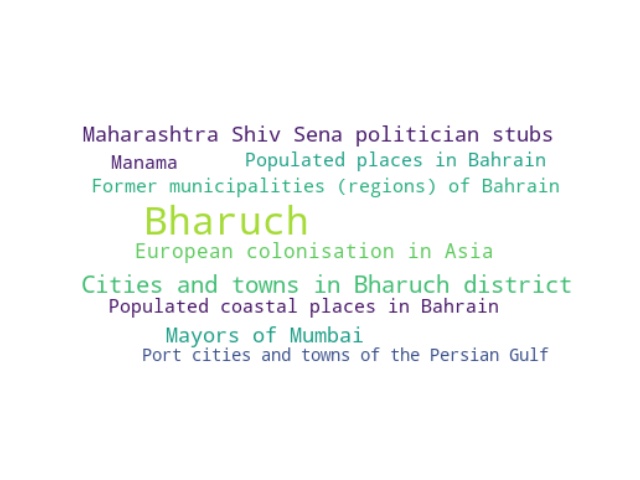 Maharashtra Shiv Sena politician stubs
Manama Populated places in Bahrain
Former municipalities (regions) of Bahrain
Bharuch
European colonisation in Asia
Cities and towns in Bharuch district
Populated coastal places in Bahrain
Mayors of Mumbai
Port cities and towns of the Persian Gulf